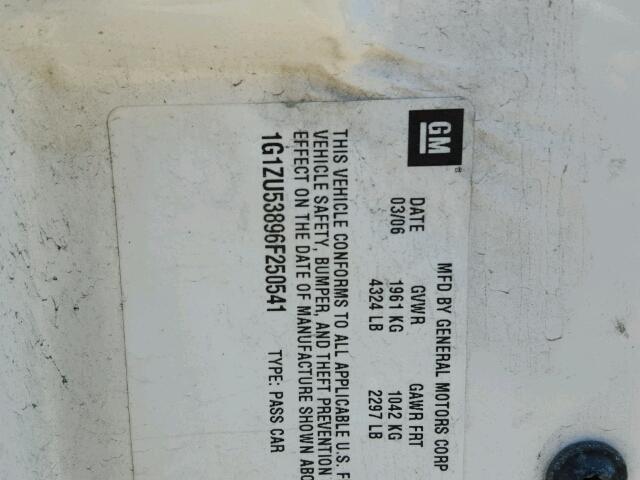 GM
MFD BY GENERAL MOTORS CORP
DATE GVWR GAWR FRT
03/06 1961 KG 1042 KG
4324 LB 2297 LB
THIS VEHICLE CONFORMS TO ALL APPLICABLE U.S. F
VEHICLE SAFETY, BUMPER, AND THEFT PREVENTION
EFFECT ON THE DATE OF MANUFACTURE SHOWN ABO
1G1ZU53896F250541 TYPE: PASS CAR